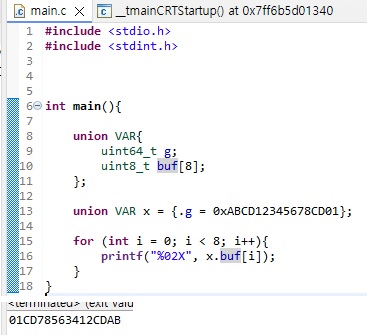 main.c
__tmainCRTStartup() at 0x7ff6b5d01340
1 #include <stdio.h>
2 #include <stdint.h>
3
4
5
6 int main(){
7
8     union VAR{
9         uint64_t g;
10         uint8_t buf[8];
11     };
12
13     union VAR x = {.g = 0xABCD12345678CD01};
14
15     for (int i = 0; i < 8; i++){
16         printf("%02X", x.buf[i]);
17     }
18 }
<terminated> (exit valu
01CD78563412CDAB